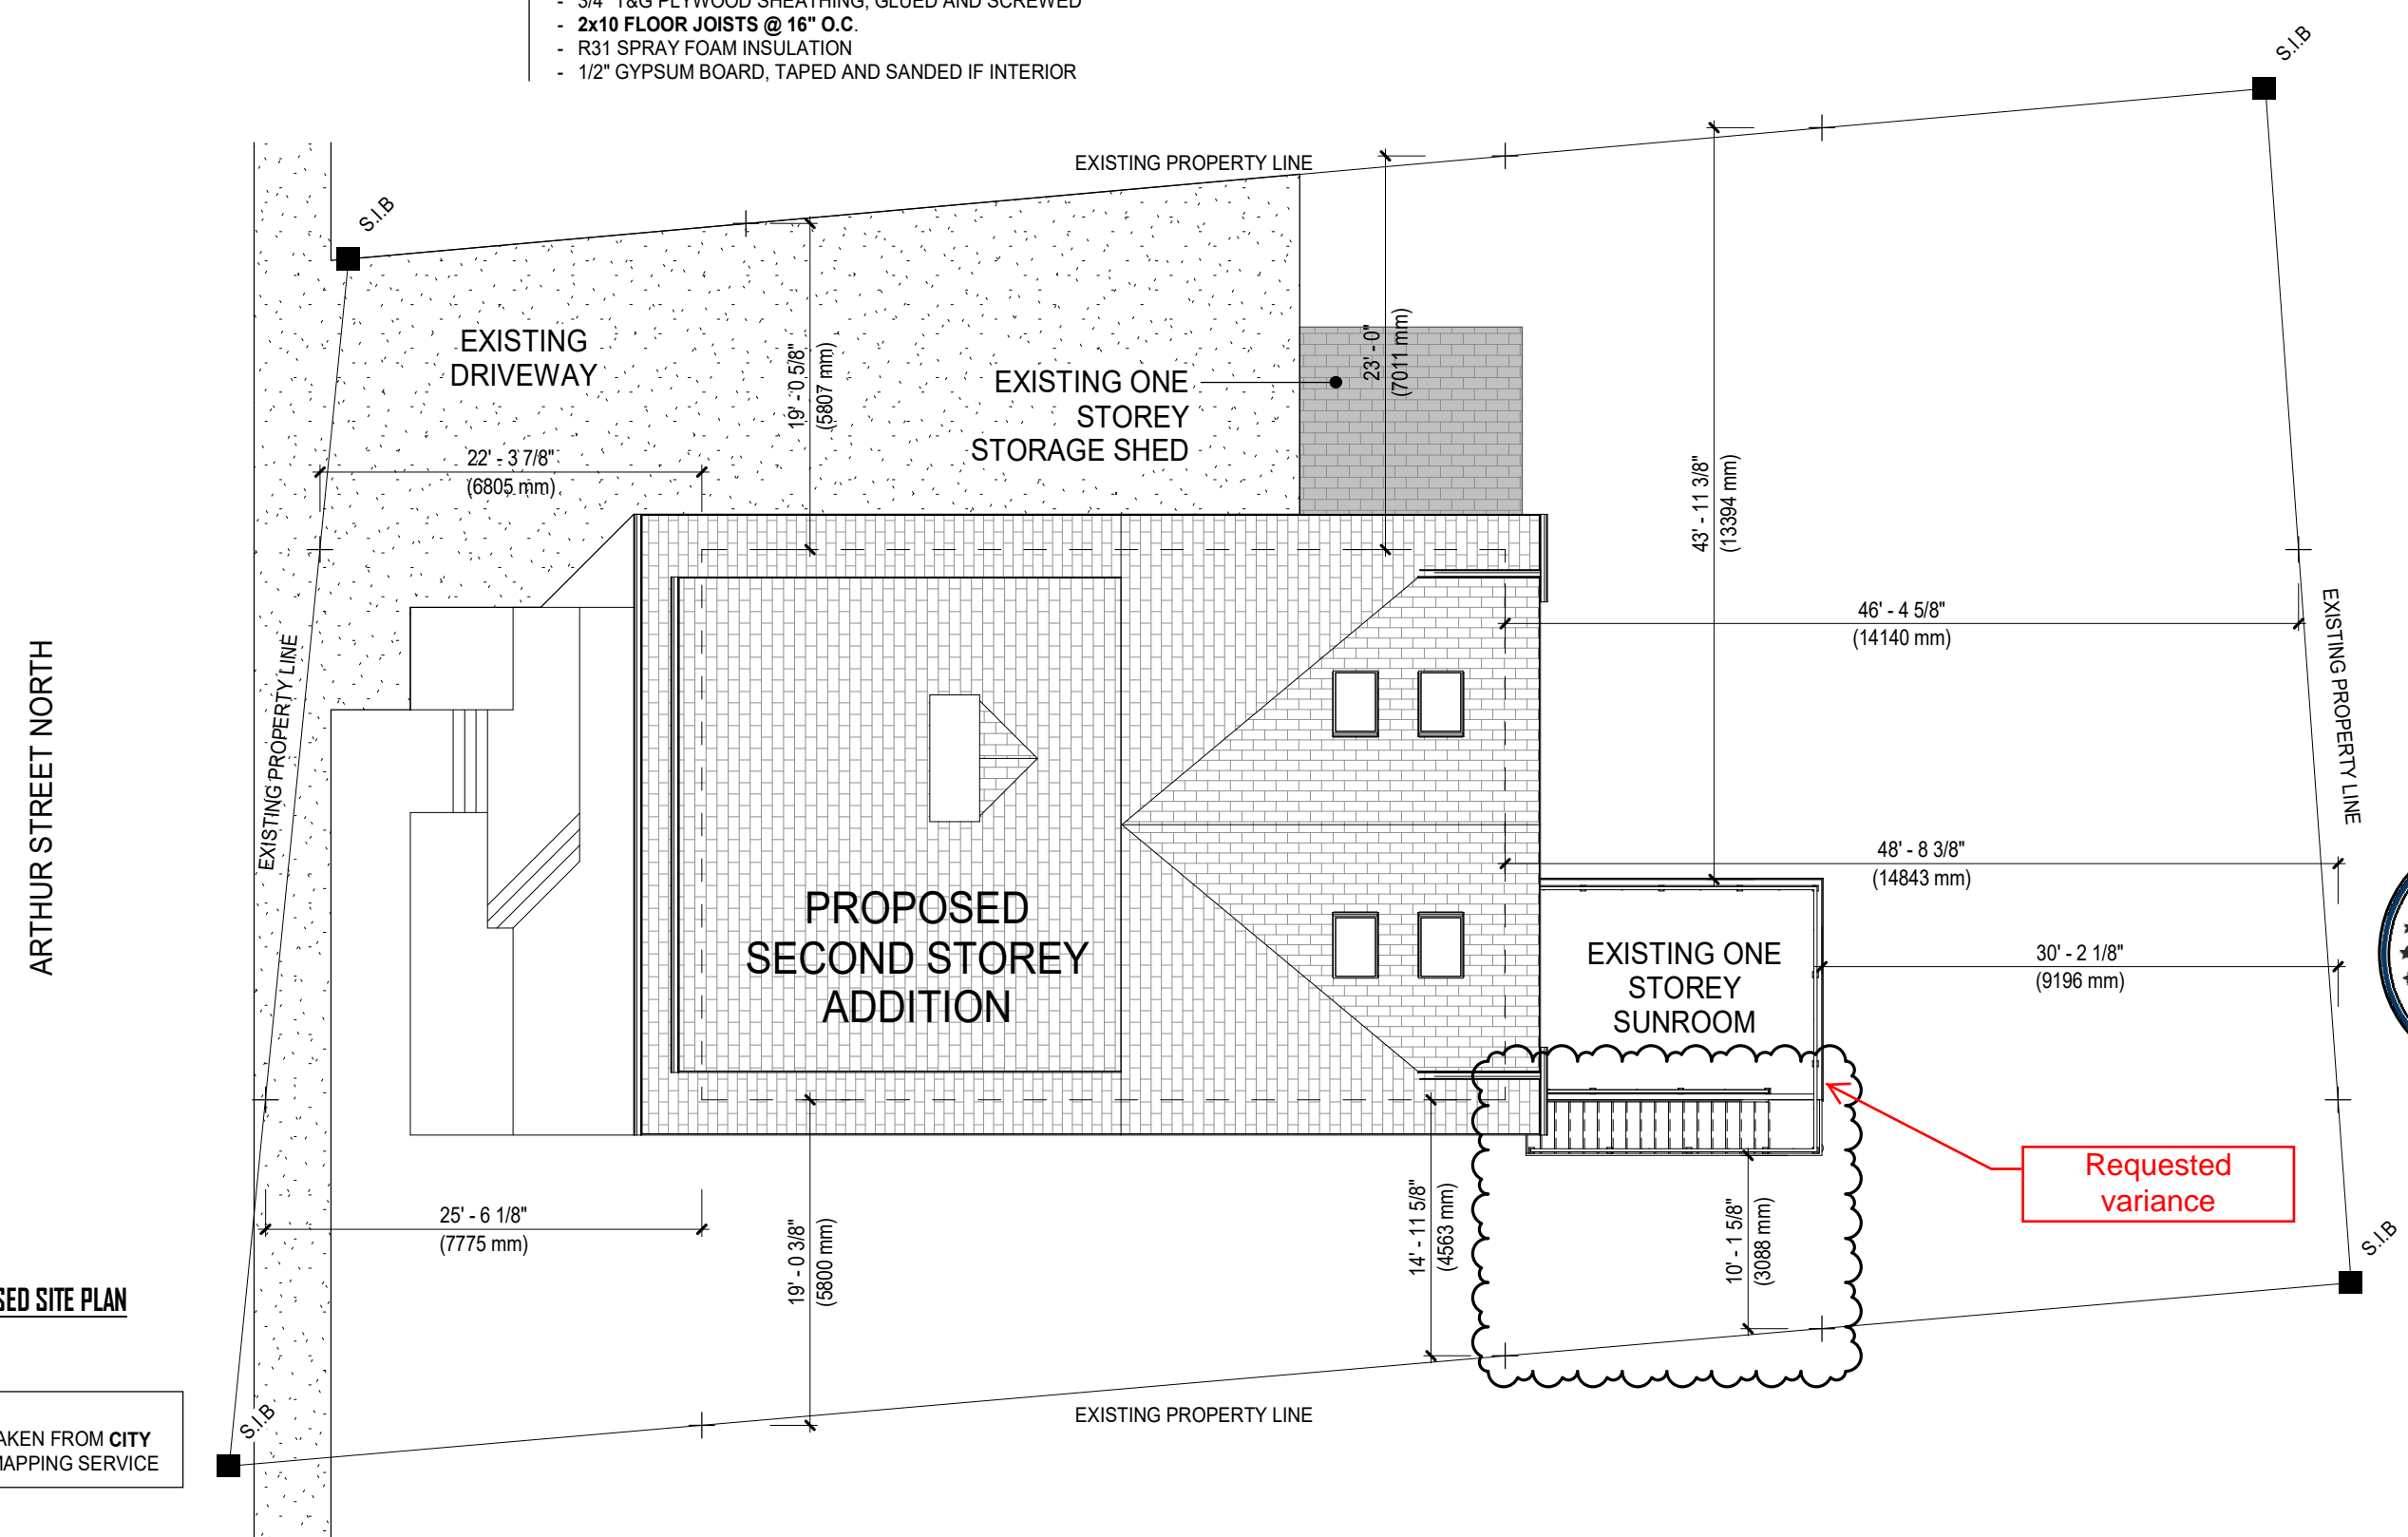 - 3/4" T&G PLYWOOD SHEATHING, GLUED AND SCREWED
- 2x10 FLOOR JOISTS @ 16" O.C.
- R31 SPRAY FOAM INSULATION
- 1/2" GYPSUM BOARD, TAPED AND SANDED IF INTERIOR
S.I.B
S.I.B
EXISTING PROPERTY LINE
EXISTING
DRIVEWAY
22' - 3 7/8"
(6805 mm)
19' - 0 5/8"
(5807 mm)
EXISTING ONE
STOREY
STORAGE SHED
23' - 0"
(7011 mm)
43' - 11 3/8"
(13394 mm)
46' - 4 5/8"
(14140 mm)
EXISTING PROPERTY LINE
ARTHUR STREET NORTH
EXISTING PROPERTY LINE
48' - 8 3/8"
(14843 mm)
PROPOSED
SECOND STOREY
ADDITION
EXISTING ONE
STOREY
SUNROOM
30' - 2 1/8"
(9196 mm)
Requested
variance
25' - 6 1/8"
(7775 mm)
19' - 0 3/8"
(5800 mm)
14' - 11 5/8"
(4563 mm)
10' - 1 5/8"
(3088 mm)
S.I.B
SED SITE PLAN
EXISTING PROPERTY LINE
S.I.B
AKEN FROM CITY
MAPPING SERVICE